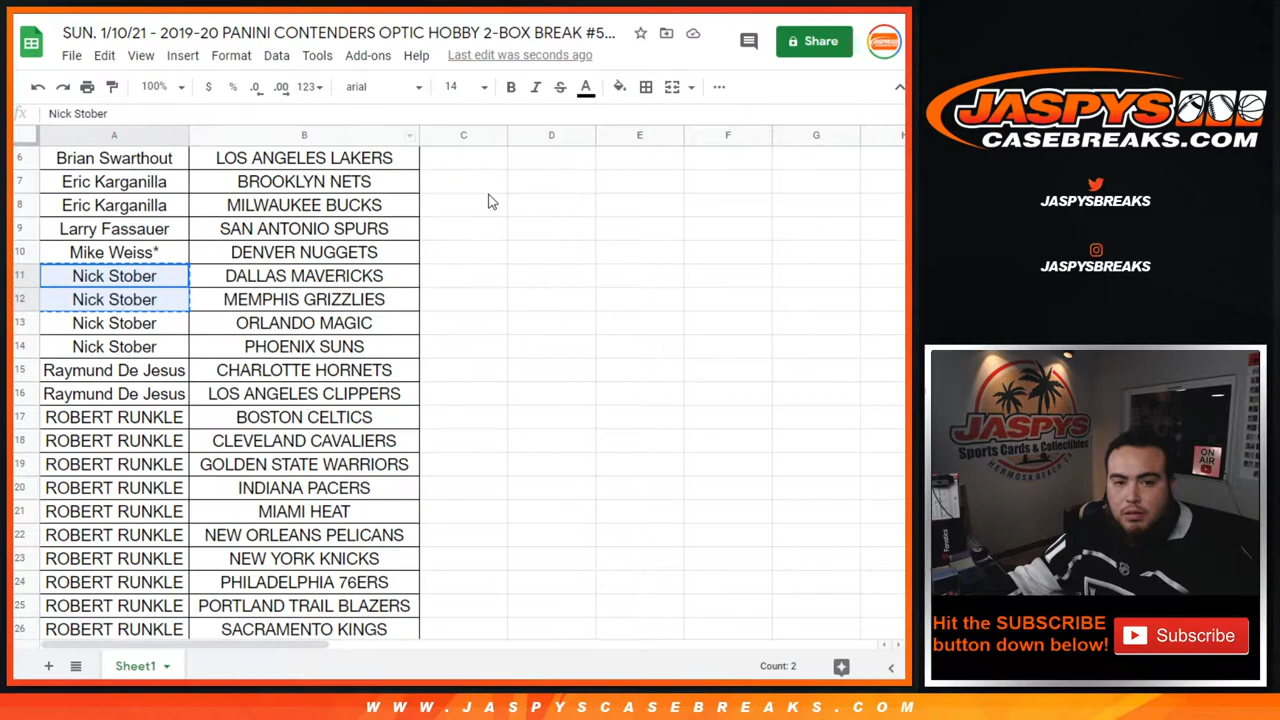 SUN. 1/10/21 - 2019-20 PANINI CONTENDERS OPTIC HOBBY 2-BOX BREAK #5...
File Edit View Insert Format Data Tools Add-ons Help Last edit was seconds ago
Share
100% $ % .0 .00 123 arial 14 B I S A
fx Nick Stober
A B C D E F G H
6 Brian Swarthout LOS ANGELES LAKERS
7 Eric Karganilla BROOKLYN NETS
8 Eric Karganilla MILWAUKEE BUCKS
9 Larry Fassauer SAN ANTONIO SPURS
10 Mike Weiss* DENVER NUGGETS
11 Nick Stober DALLAS MAVERICKS
12 Nick Stober MEMPHIS GRIZZLIES
13 Nick Stober ORLANDO MAGIC
14 Nick Stober PHOENIX SUNS
15 Raymund De Jesus CHARLOTTE HORNETS
16 Raymund De Jesus LOS ANGELES CLIPPERS
17 ROBERT RUNKLE BOSTON CELTICS
18 ROBERT RUNKLE CLEVELAND CAVALIERS
19 ROBERT RUNKLE GOLDEN STATE WARRIORS
20 ROBERT RUNKLE INDIANA PACERS
21 ROBERT RUNKLE MIAMI HEAT
22 ROBERT RUNKLE NEW ORLEANS PELICANS
23 ROBERT RUNKLE NEW YORK KNICKS
24 ROBERT RUNKLE PHILADELPHIA 76ERS
25 ROBERT RUNKLE PORTLAND TRAIL BLAZERS
26 ROBERT RUNKLE SACRAMENTO KINGS
Sheet1
Count: 2
JASPYS
CASEBREAKS.COM
JASPYSBREAKS
JASPYSBREAKS
JASPYS
Sports Cards & Collectibles
HERMOSA BEACH, CA
ON AIR
Fanatics
Hit the SUBSCRIBE
button down below!
Subscribe
WWW.JASPYSCASEBREAKS.COM